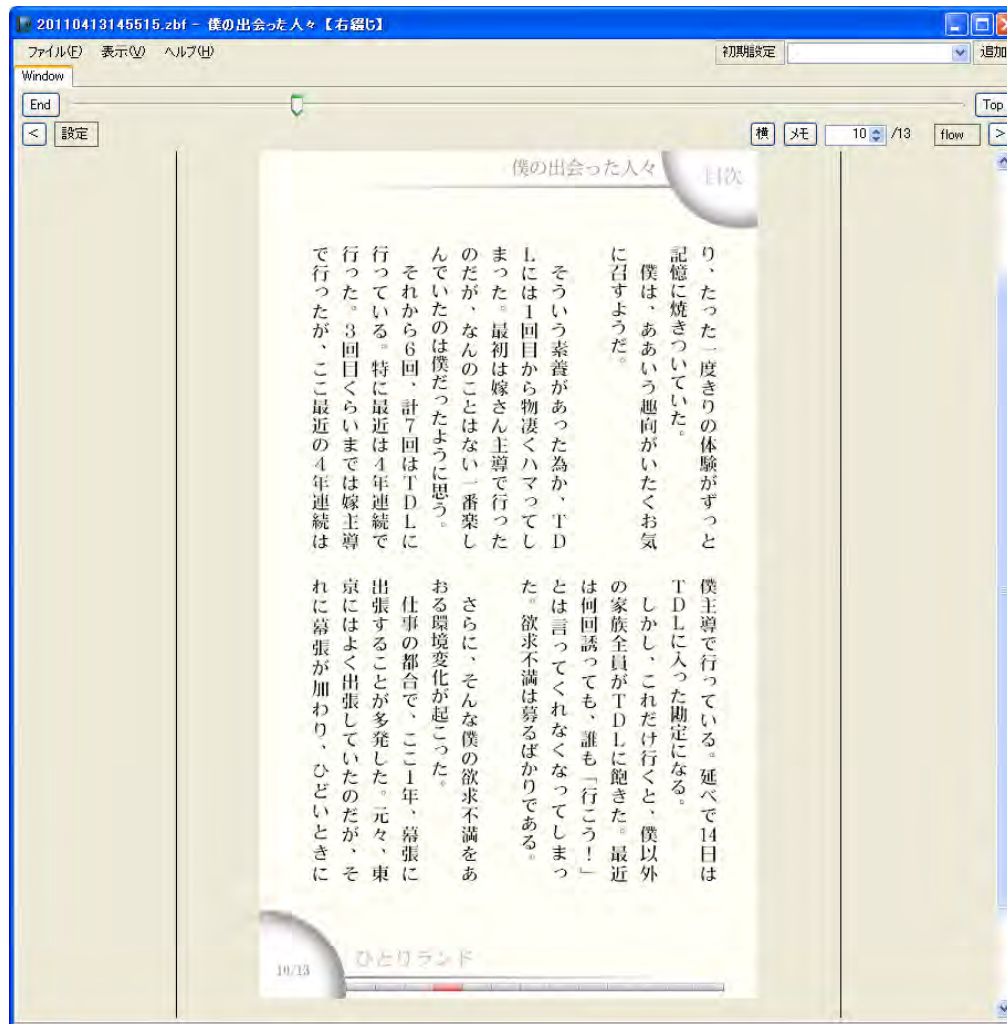 20110413145515.zbf - 僕の出会った人々【右綴じ】
ファイル(F) 表示(V) ヘルプ(H)
初期設定
追加
Window
End
Top
<
設定
横
メモ
10 /13
flow
>
僕の出会った人々
目次
り、たった一度きりの体験がずっと
記憶に焼きついていた。
僕は、ああいう趣向がいたくお気
に召すようだ。
そういう素養があった為か、TD
Lには1回目から物凄くハマってし
まった。最初は嫁さん主導で行った
のだが、なんのことはない一番楽し
んでいたのは僕だったように思う。
それから6回、計7回はTDLに
行っている。特に最近は4年連続で
行った。3回目くらいまでは嫁主導
で行ったが、ここ最近の4年連続は
僕主導で行っている。延べで14日は
TDLに入った勘定になる。
しかし、これだけ行くと、僕以外
の家族全員がTDLに飽きた。最近
は何回誘っても、誰も「行こう！」
とは言ってくれなくなってしまっ
た。欲求不満は募るばかりである。
さらに、そんな僕の欲求不満をあ
おる環境変化が起こった。
仕事の都合で、ここ1年、幕張に
出張することが多発した。元々、東
京にはよく出張していたのだが、そ
れに幕張が加わり、ひどいときに
10/13
ひとりランド